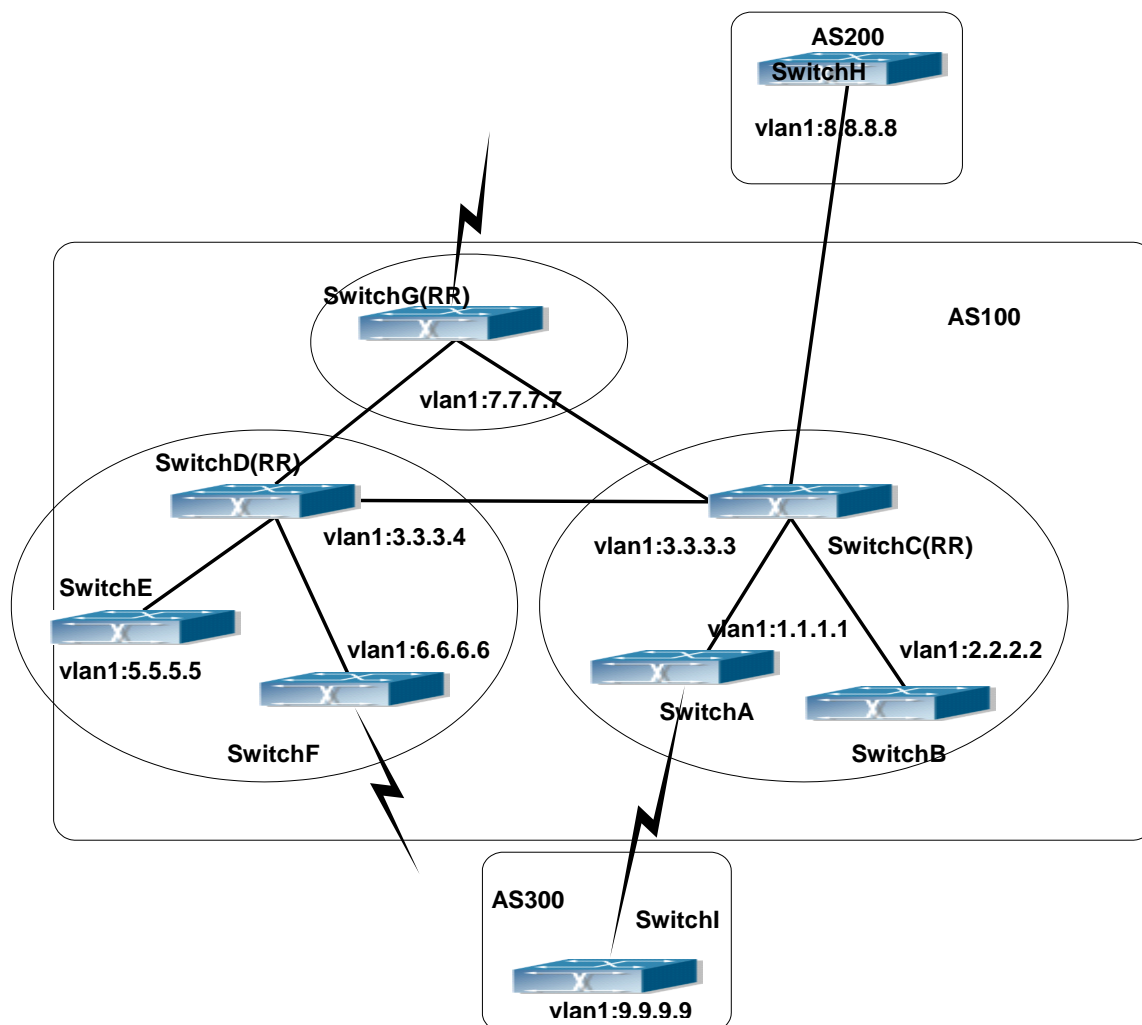 AS200
SwitchH
vlan1:8.8.8.8
SwitchG(RR)
AS100
vlan1:7.7.7.7
SwitchD(RR)
vlan1:3.3.3.4
vlan1:3.3.3.3
SwitchC(RR)
SwitchE
vlan1:5.5.5.5
vlan1:6.6.6.6
vlan1:1.1.1.1
vlan1:2.2.2.2
SwitchF
SwitchA
SwitchB
AS300
SwitchI
vlan1:9.9.9.9